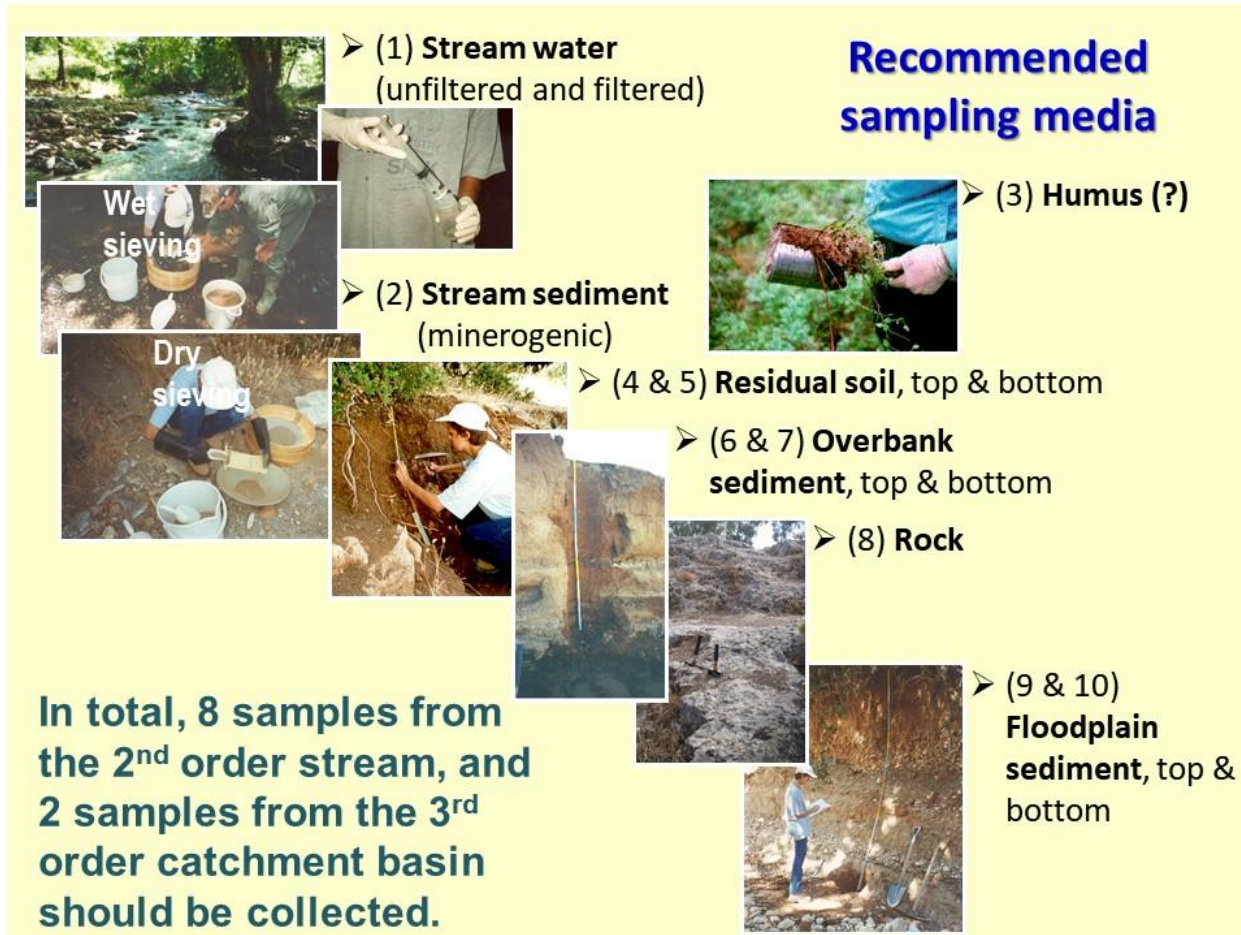 Recommended
sampling media
➢ (1) Stream water
(unfiltered and filtered)
Wet
sieving
➢ (2) Stream sediment
(minerogenic)
Dry
sieving
➢ (3) Humus (?)
➢ (4 & 5) Residual soil, top & bottom
➢ (6 & 7) Overbank
sediment, top & bottom
➢ (8) Rock
➢ (9 & 10)
Floodplain
sediment, top &
bottom
In total, 8 samples from
the 2nd order stream, and
2 samples from the 3rd
order catchment basin
should be collected.